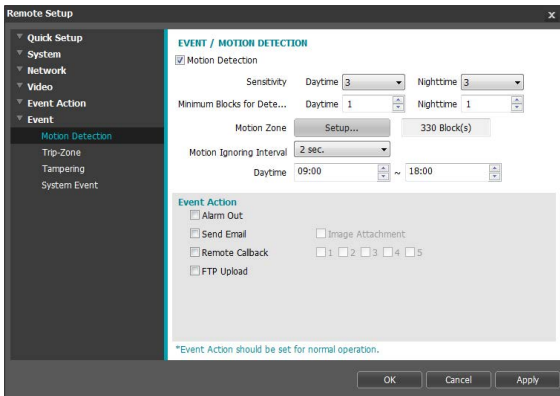 Remote Setup
x
Quick Setup
System
Network
Video
Event Action
Event
Motion Detection
Trip-Zone
Tampering
System Event
EVENT / MOTION DETECTION
Motion Detection
Sensitivity Daytime 3 Nighttime 3
Minimum Blocks for Dete... Daytime 1 Nighttime 1
Motion Zone Setup... 330 Block(s)
Motion Ignoring Interval 2 sec.
Daytime 09:00 ~ 18:00
Event Action
Alarm Out
Send Email Image Attachment
Remote Callback 1 2 3 4 5
FTP Upload
*Event Action should be set for normal operation.
OK Cancel Apply